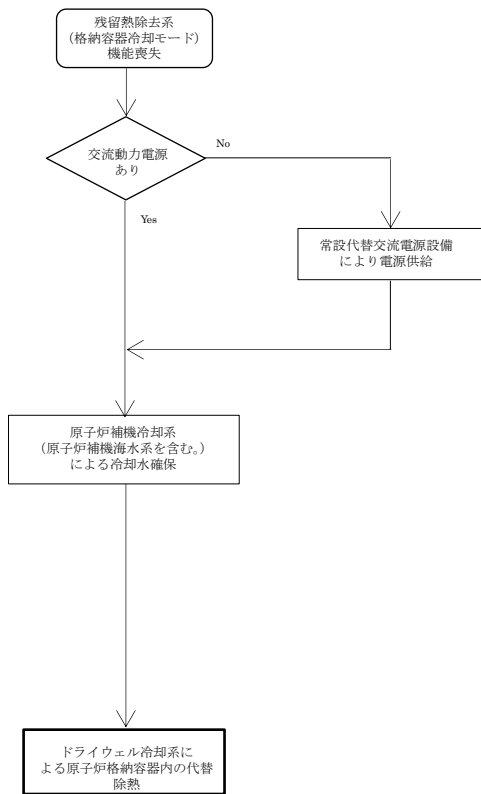 残留熱除去系
（格納容器冷却モード）
機能喪失
交流動力電源
あり
No
Yes
常設代替交流電源設備
により電源供給
原子炉補機冷却系
（原子炉補機海水系を含む。）
による冷却水確保
ドライウェル冷却系に
よる原子炉格納容器内の代替
除熱